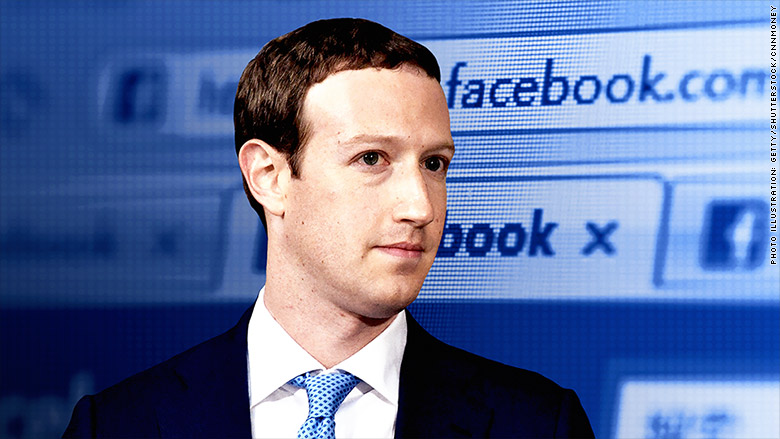 facebook.com
book ×
PHOTO ILLUSTRATION: GETTY/SHUTTERSTOCK/CNNMONEY